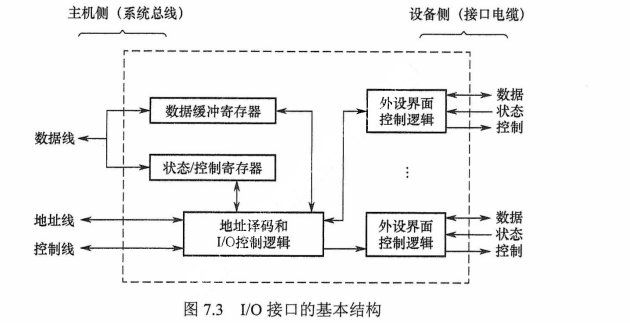 主机侧（系统总线）
设备侧（接口电缆）
数据缓冲寄存器
外设界面
控制逻辑
数据
状态
控制
数据线
状态/控制寄存器
⋮
地址线
控制线
地址译码和
I/O控制逻辑
外设界面
控制逻辑
数据
状态
控制
图 7.3 I/O 接口的基本结构